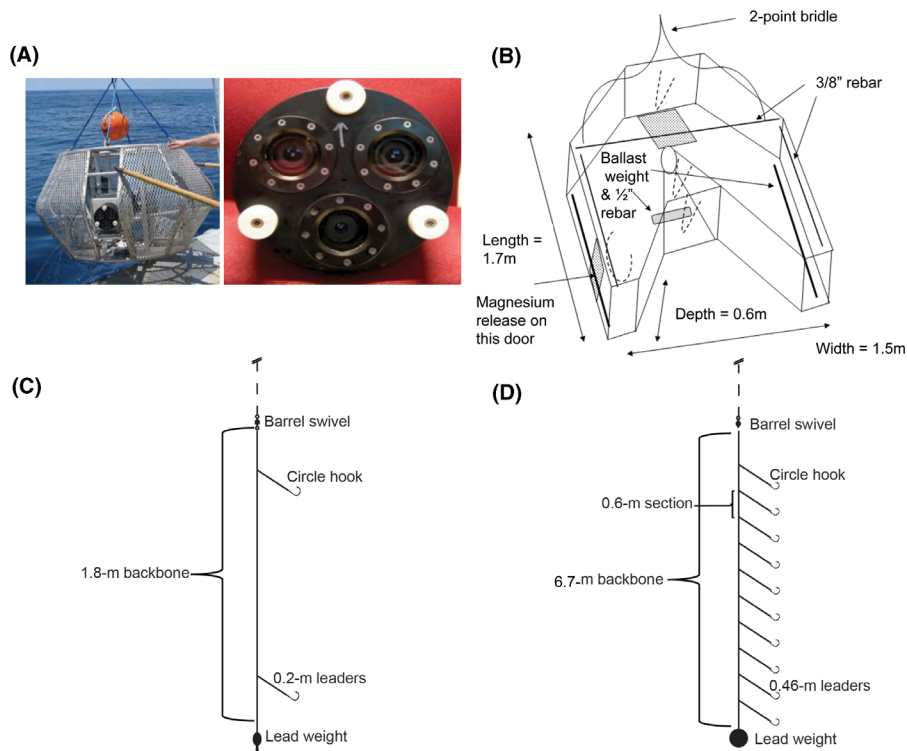 (A)
(B)
2-point bridle
3/8” rebar
Ballast
weight
& ½”
rebar
Length =
1.7m
Magnesium
release on
this door
Depth = 0.6m
Width = 1.5m
(C)
Barrel swivel
Circle hook
1.8-m backbone
0.2-m leaders
Lead weight
(D)
Barrel swivel
Circle hook
0.6-m section
6.7-m backbone
0.46-m leaders
Lead weight